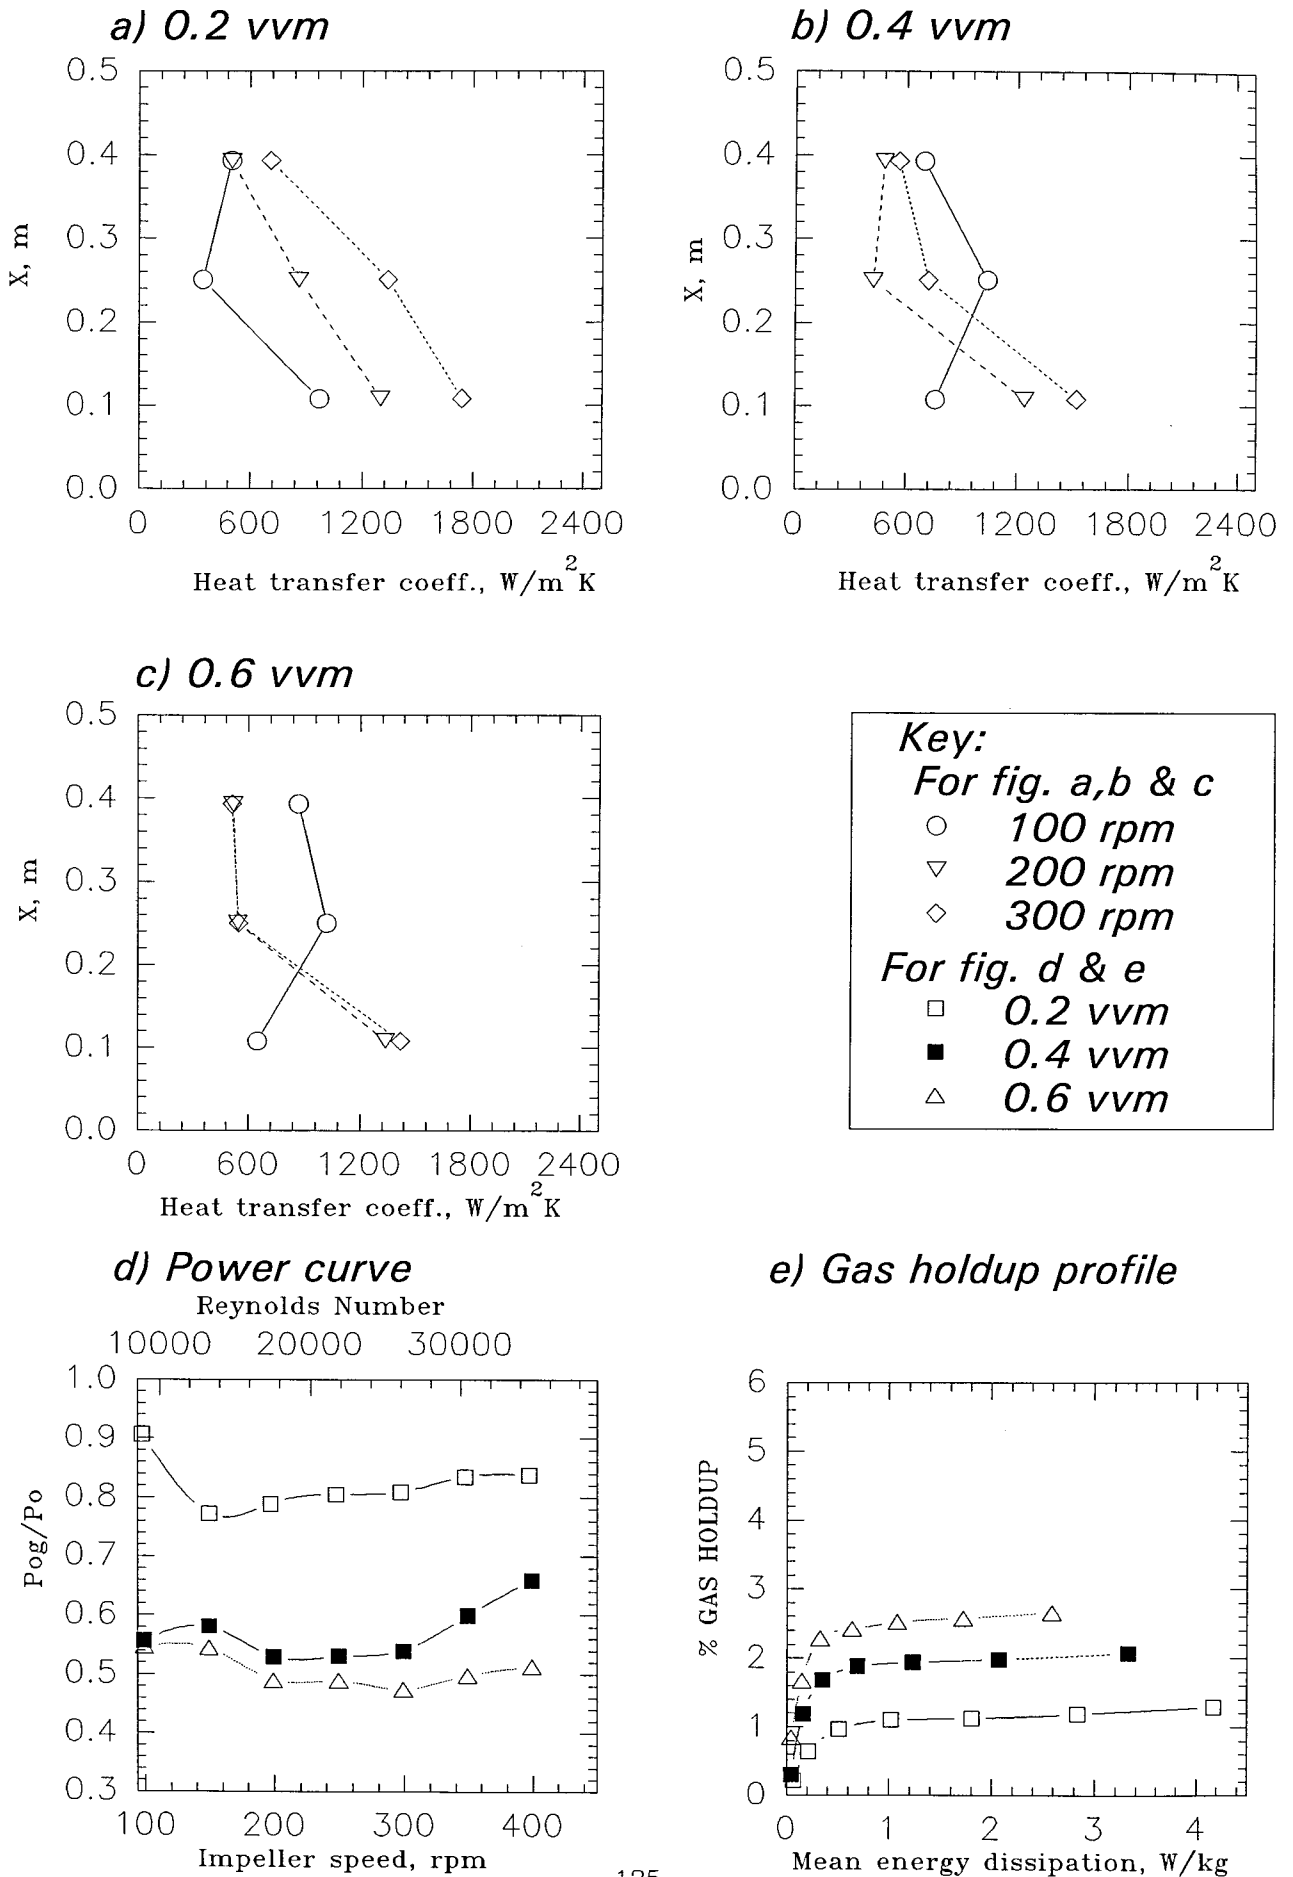 a) 0.2 vvm
b) 0.4 vvm
0.5
0.4
0.3
0.2
0.1
0.0
X, m
0 600 1200 1800 2400
Heat transfer coeff., W/m²K
0.5
0.4
0.3
0.2
0.1
0.0
X, m
0 600 1200 1800 2400
Heat transfer coeff., W/m²K
c) 0.6 vvm
0.5
0.4
0.3
0.2
0.1
0.0
X, m
0 600 1200 1800 2400
Heat transfer coeff., W/m²K
Key:
For fig. a,b & c
100 rpm
200 rpm
300 rpm
For fig. d & e
0.2 vvm
0.4 vvm
0.6 vvm
d) Power curve
Reynolds Number
10000 20000 30000
1.0
0.9
0.8
0.7
0.6
0.5
0.4
0.3
Pog/Po
100 200 300 400
Impeller speed, rpm
e) Gas holdup profile
6
5
4
3
2
1
0
% GAS HOLDUP
0 1 2 3 4
Mean energy dissipation, W/kg